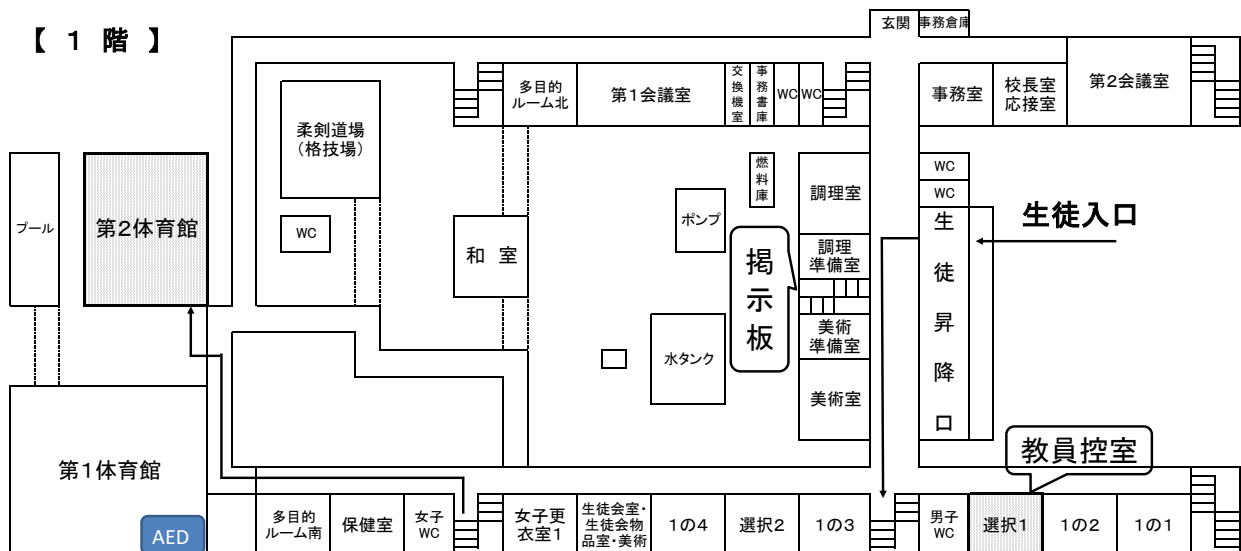 【 1 階 】
玄関
事務倉庫
多目的
ルーム北
第1会議室
交換機室
事務書庫
WC
WC
事務室
校長室
応接室
第2会議室
柔剣道場
(格技場)
プール
第2体育館
WC
和 室
ポンプ
燃料庫
調理室
調理
準備室
掲示板
美術
準備室
美術室
水タンク
WC
WC
生徒昇降口
生徒入口
教員控室
第1体育館
AED
多目的
ルーム南
保健室
女子
WC
女子更
衣室1
生徒会室・
生徒会物
品室・美術
1の4
選択2
1の3
男子
WC
選択1
1の2
1の1